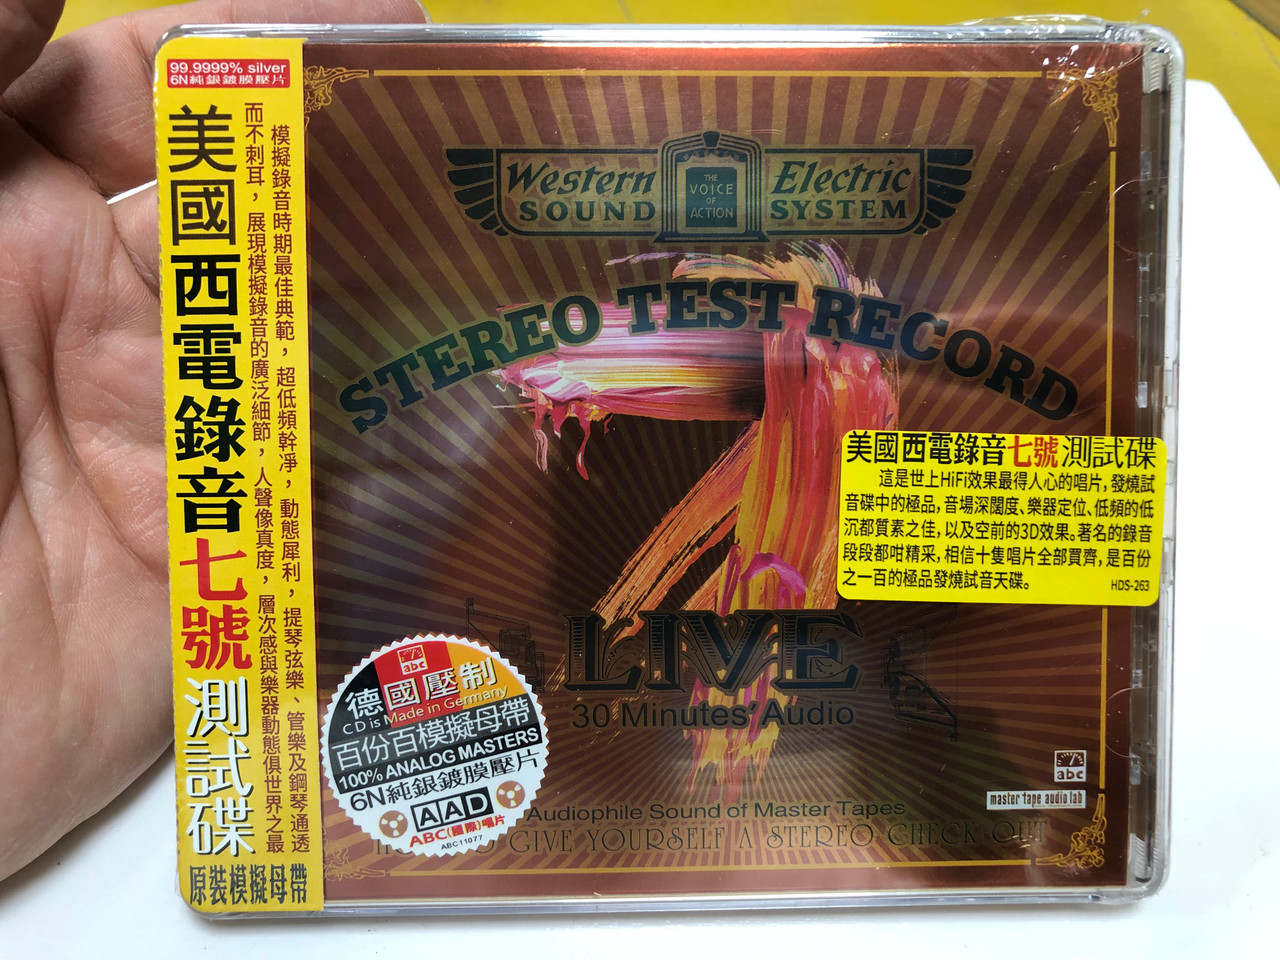 99.9999% silver
6N純銀鍍膜壓片
美國西電錄音七號測試碟
模擬錄音時期最佳典範，超低頻幹凈，動態犀利，提琴弦樂、管樂及鋼琴通透
而不刺耳，展現模擬錄音的廣泛細節，人聲像真度，層次感與樂器動態俱世界之最
原裝模擬母帶
Western Electric
SOUND SYSTEM
THE
VOICE
OF
ACTION
STEREO TEST RECORD
7
美國西電錄音七號測試碟
這是世上HiFi效果最得人心的唱片，發燒試
音碟中的極品，音場深闊度、樂器定位、低頻的低
沉都質素之佳，以及空前的3D效果。著名的錄音
段段都咁精采，相信十隻唱片全部買齊，是百份
之一百的極品發燒試音天碟。
HDS-263
LIVE
30 Minutes' Audio
abc
德國壓制
CD is Made in Germany
百份百模擬母帶
100% ANALOG MASTERS
6N純銀鍍膜壓片
AAD
ABC(國際)唱片
ABC11077
abc
master tape audio lab
Audiophile Sound of Master Tapes
GIVE YOURSELF A STEREO CHECK-OUT